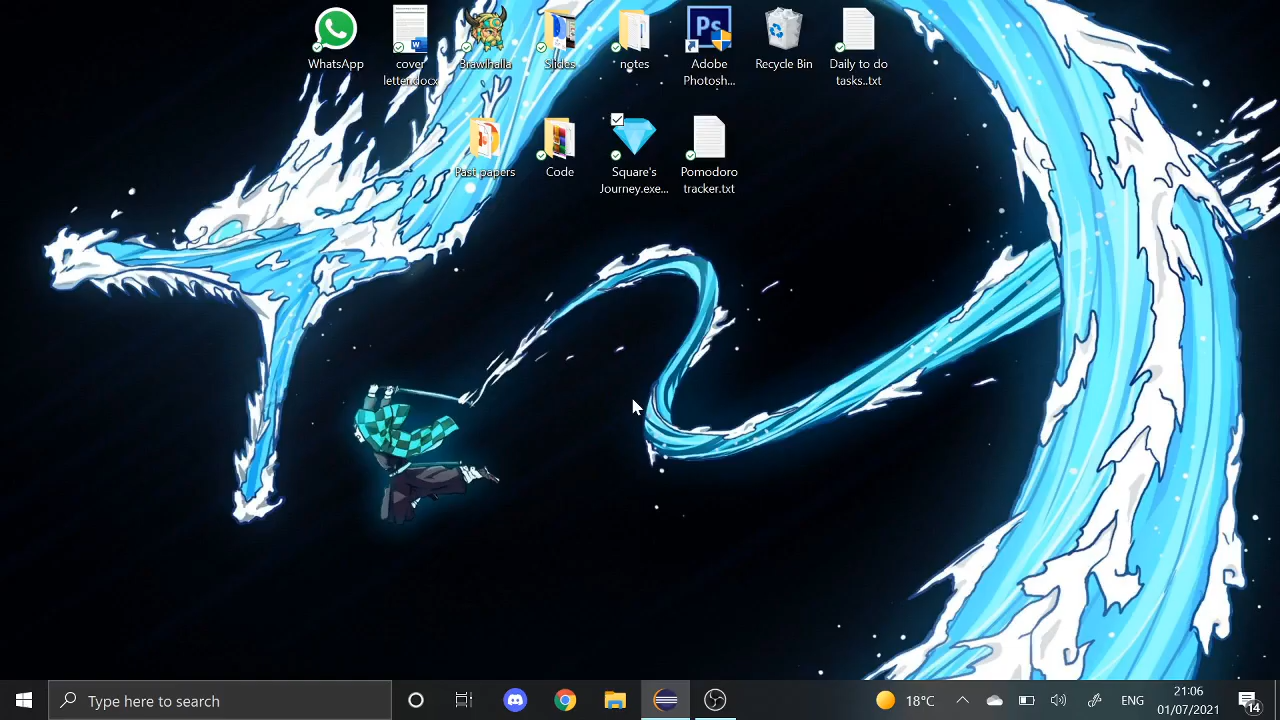 WhatsApp
cover
letter.docx
Brawlhalla
Slides
notes
Ps
Adobe
Photosh...
Recycle Bin
Daily to do
tasks..txt
Past papers
Code
Square's
Journey.exe...
Pomodoro
tracker.txt
Type here to search
18°C
ENG
21:06
01/07/2021
14